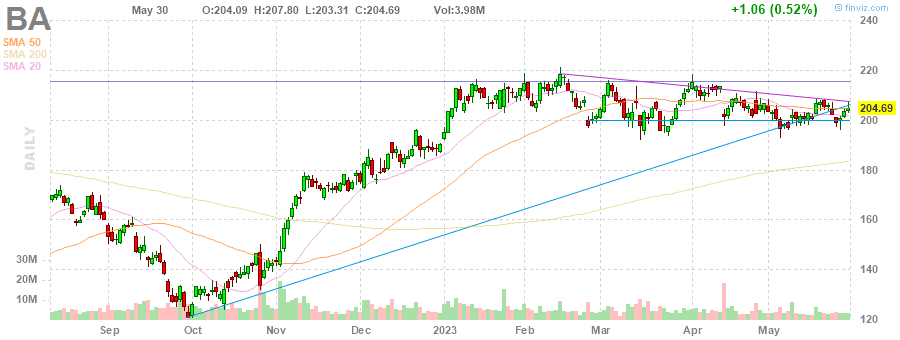 BA May 30 O:204.09 H:207.80 L:203.31 C:204.69 Vol:3.98M +1.06 (0.52%) © finviz.com
SMA 50
SMA 200
SMA 20
240
220
204.69
200
180
160
140
120
DAILY
30M
20M
10M
Sep Oct Nov Dec 2023 Feb Mar Apr May